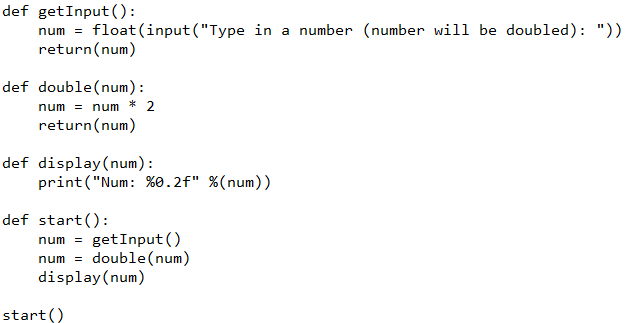 def getInput():
    num = float(input("Type in a number (number will be doubled): "))
    return(num)

def double(num):
    num = num * 2
    return(num)

def display(num):
    print("Num: %0.2f" %(num))

def start():
    num = getInput()
    num = double(num)
    display(num)

start()